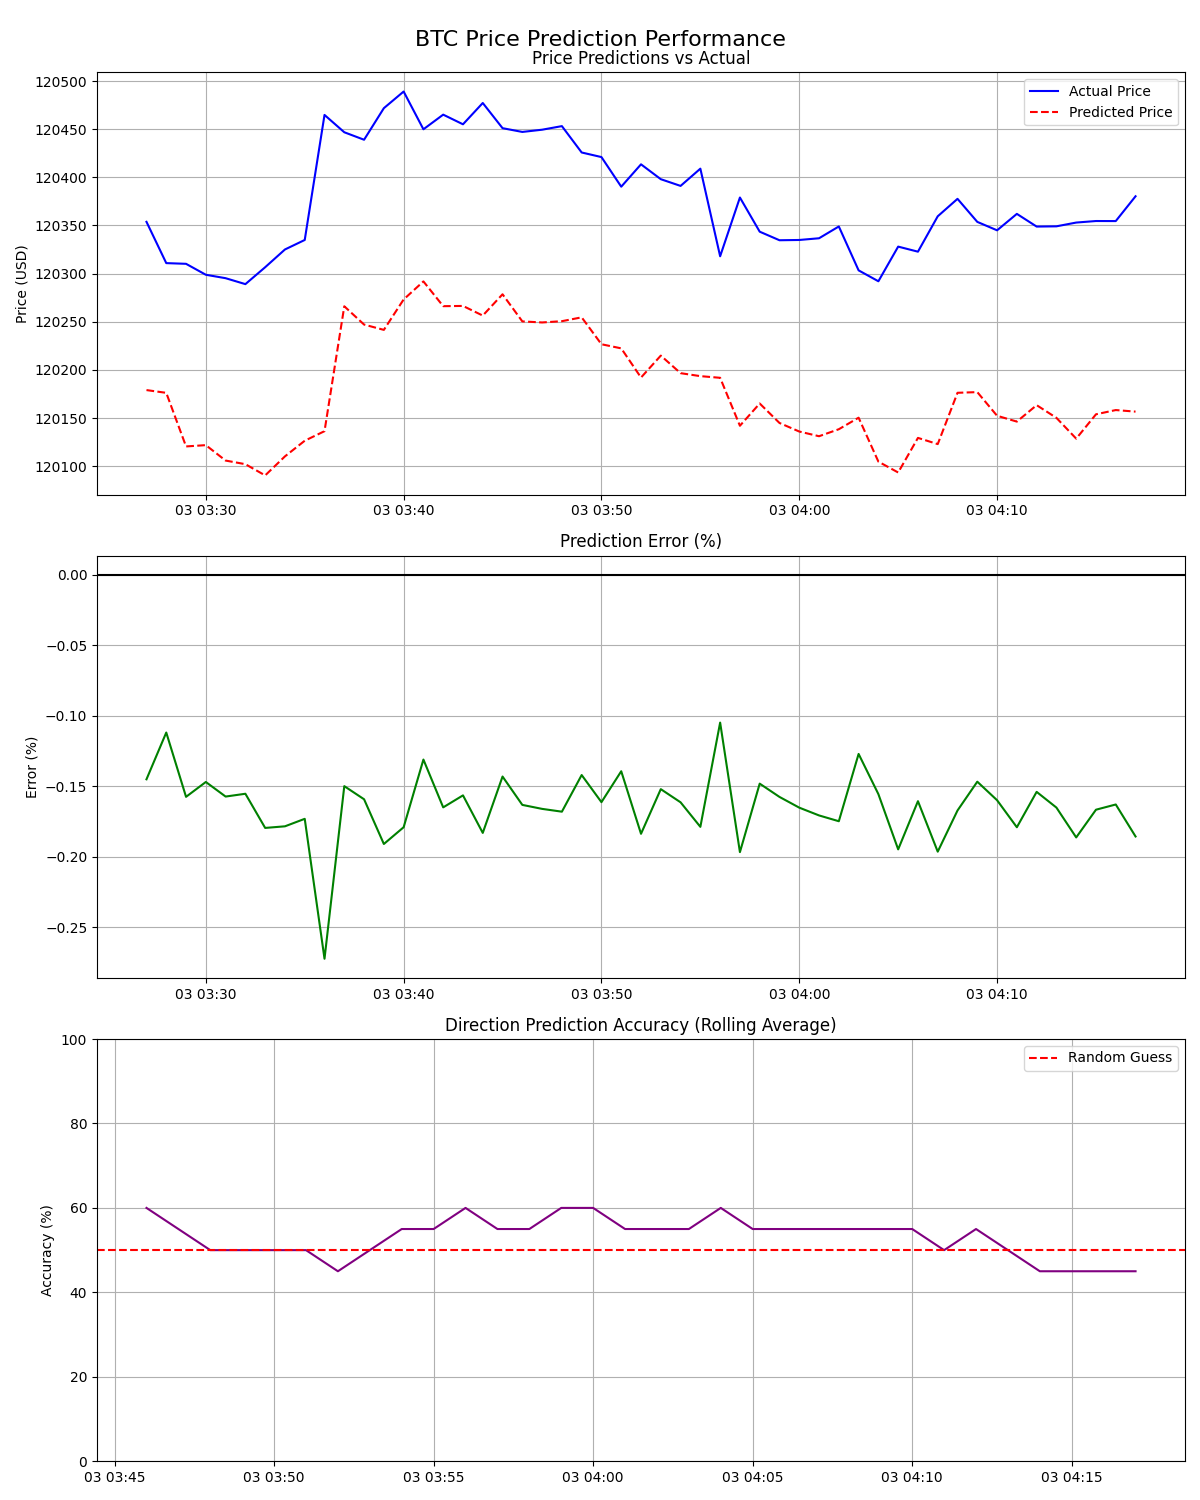 BTC Price Prediction Performance
Price Predictions vs Actual
Actual Price
Predicted Price
Price (USD)
120500
120450
120400
120350
120300
120250
120200
120150
120100
03 03:30 03 03:40 03 03:50 03 04:00 03 04:10
Prediction Error (%)
Error (%)
0.00
−0.05
−0.10
−0.15
−0.20
−0.25
03 03:30 03 03:40 03 03:50 03 04:00 03 04:10
Direction Prediction Accuracy (Rolling Average)
Random Guess
Accuracy (%)
100
80
60
40
20
0
03 03:45 03 03:50 03 03:55 03 04:00 03 04:05 03 04:10 03 04:15